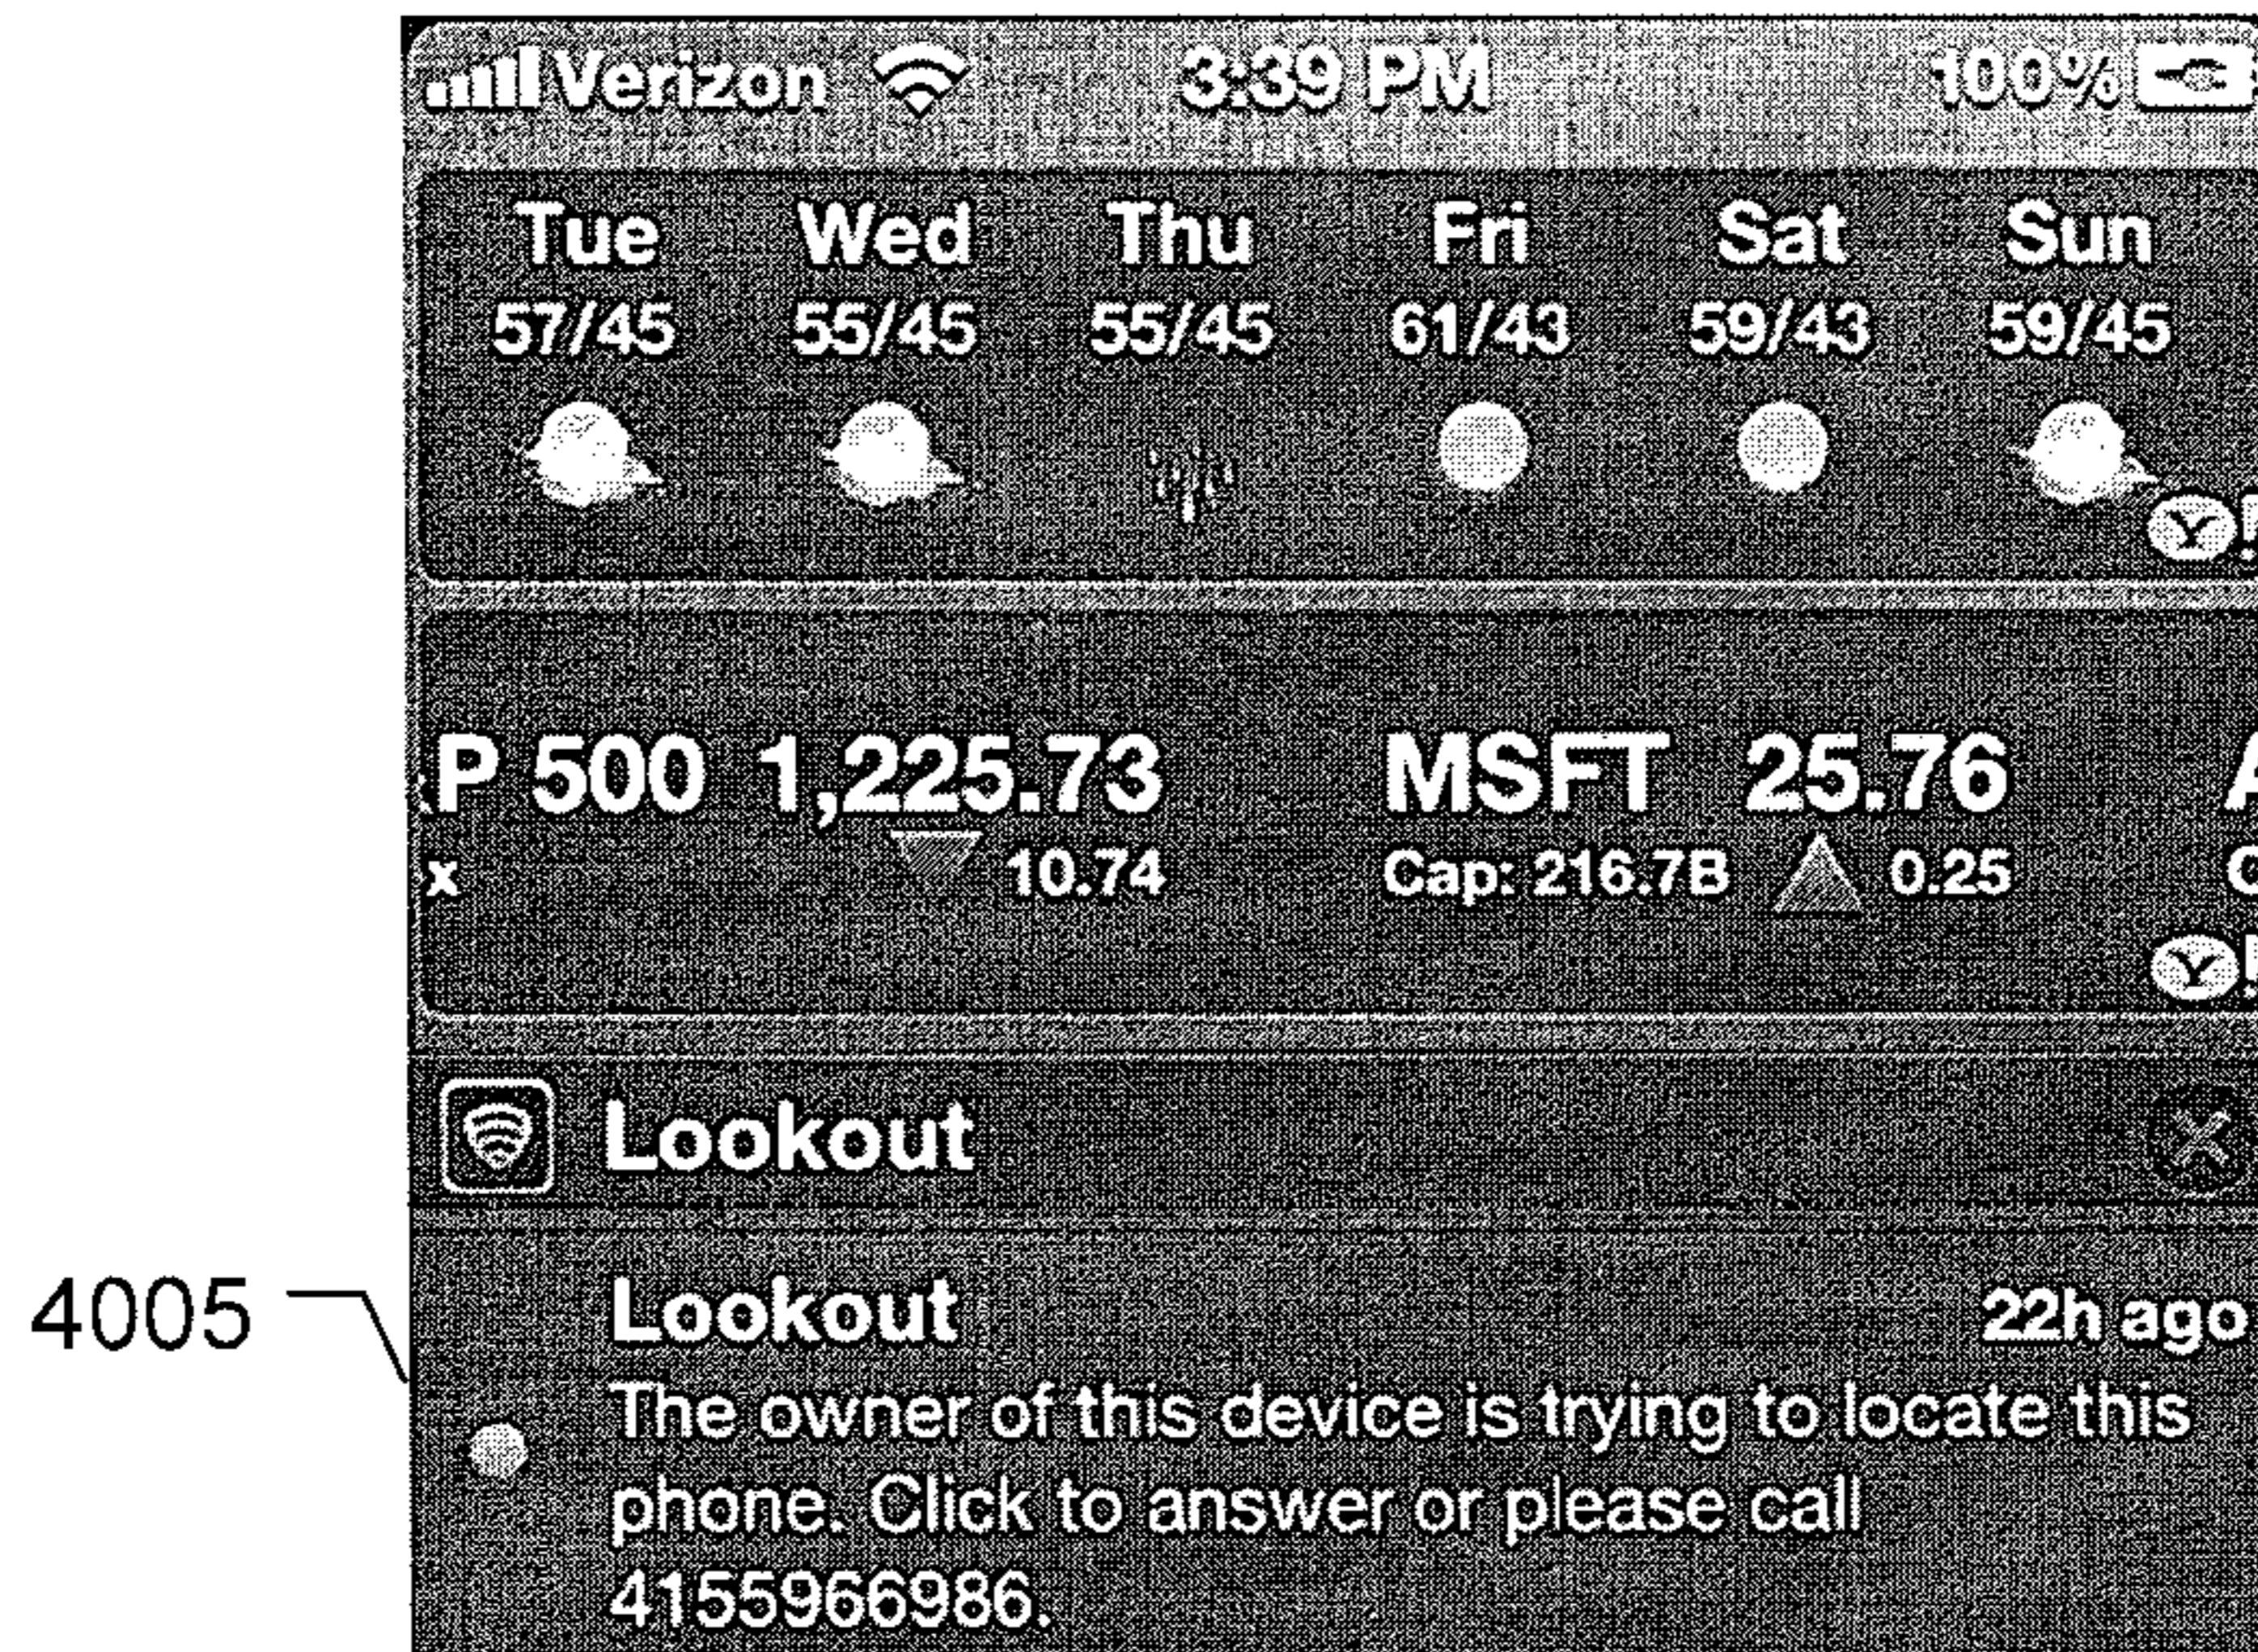 Verizon 3:39 PM 100%
Tue Wed Thu Fri Sat Sun
57/45 55/45 55/45 61/43 59/43 59/45
Y!
P 500 1,225.73 MSFT 25.76 A
x 10.74 Cap: 216.7B 0.25 C
Y!
Lookout
4005
Lookout 22h ago
The owner of this device is trying to locate this
phone. Click to answer or please call
4155966986.